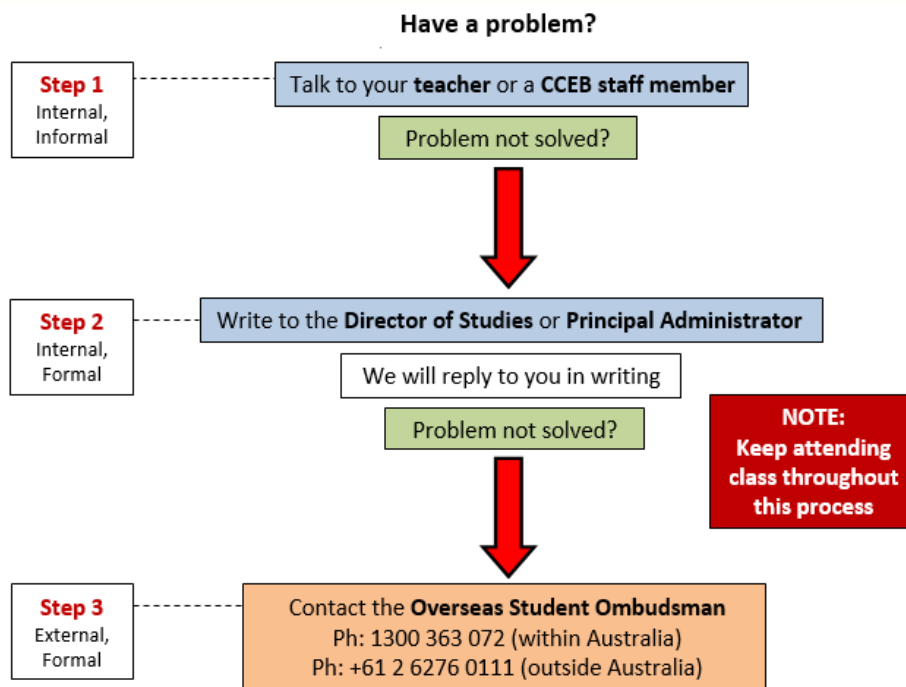 Have a problem?
Step 1
Internal,
Informal
Talk to your teacher or a CCEB staff member
Problem not solved?
Step 2
Internal,
Formal
Write to the Director of Studies or Principal Administrator
We will reply to you in writing
Problem not solved?
NOTE:
Keep attending
class throughout
this process
Step 3
External,
Formal
Contact the Overseas Student Ombudsman
Ph: 1300 363 072 (within Australia)
Ph: +61 2 6276 0111 (outside Australia)